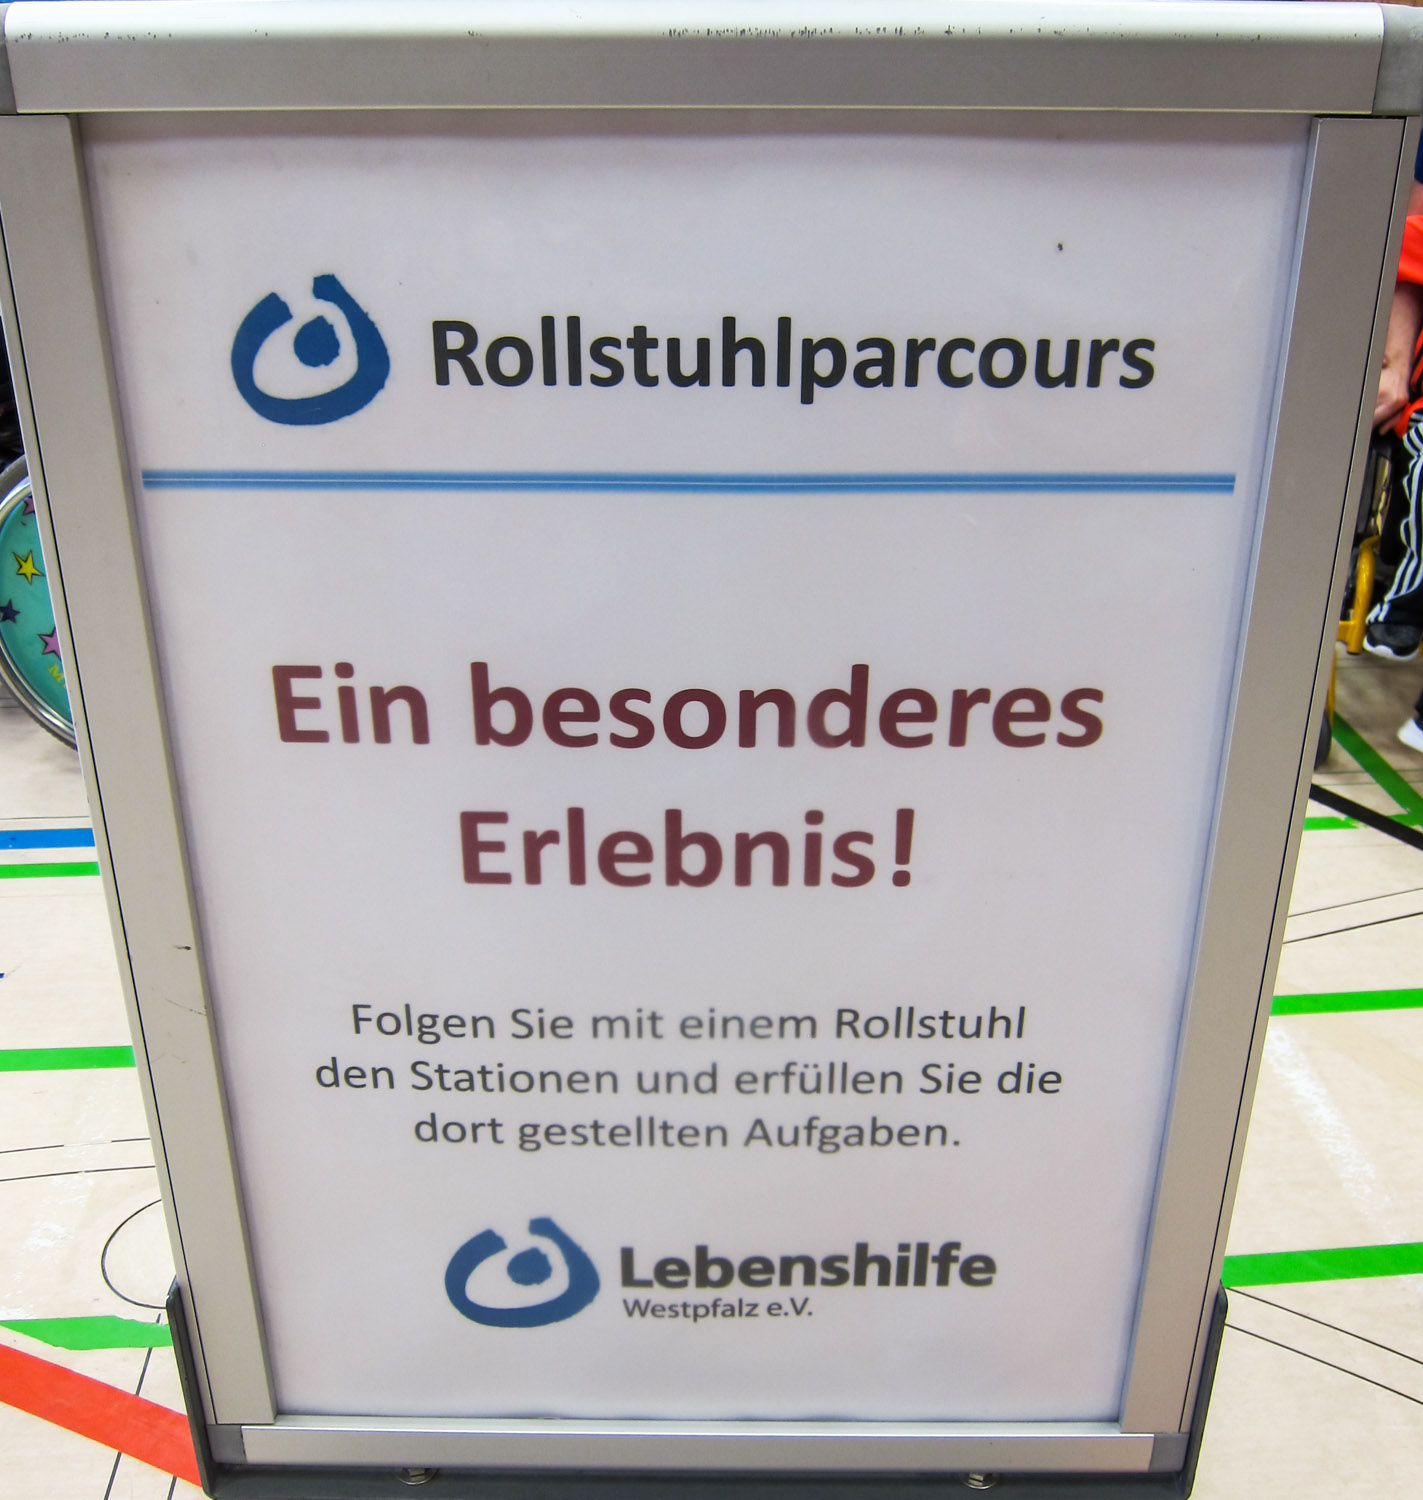 Rollstuhlparcours
Ein besonderes
Erlebnis!
Folgen Sie mit einem Rollstuhl
den Stationen und erfüllen Sie die
dort gestellten Aufgaben.
Lebenshilfe
Westpfalz e.V.